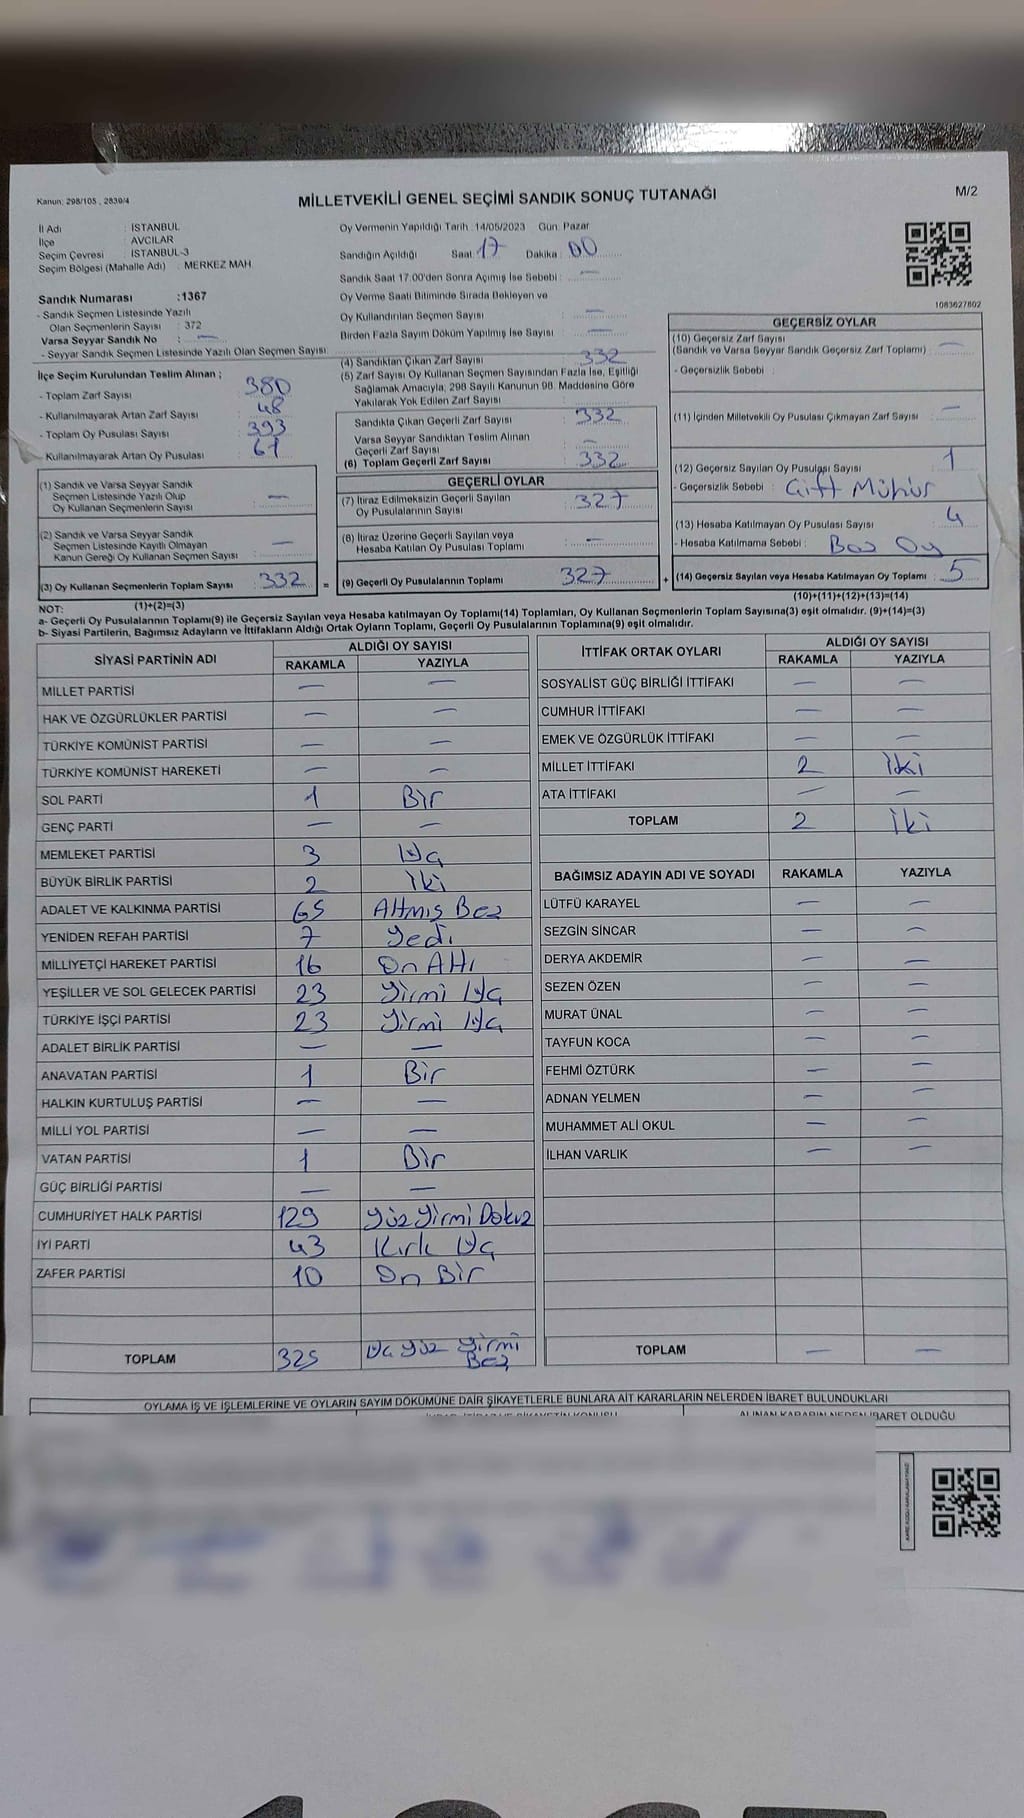 Kanun: 298/105 , 2839/4
MİLLETVEKİLİ GENEL SEÇİMİ SANDIK SONUÇ TUTANAĞI
M/2
İl Adı : İSTANBUL
İlçe : AVCILAR
Seçim Çevresi : İSTANBUL-3
Seçim Bölgesi (Mahalle Adı) : MERKEZ MAH.
Sandık Numarası :1367
- Sandık Seçmen Listesinde Yazılı
Olan Seçmenlerin Sayısı : 372
Varsa Seyyar Sandık No : —
- Seyyar Sandık Seçmen Listesinde Yazılı Olan Seçmen Sayısı:
Oy Vermenin Yapıldığı Tarih : 14/05/2023 Gün: Pazar
Sandığın Açıldığı Saat : 17 Dakika : 00
Sandık Saat 17.00'den Sonra Açımış İse Sebebi : —
Oy Verme Saati Bitiminde Sırada Bekleyen ve
Oy Kullandırılan Seçmen Sayısı : —
Birden Fazla Sayım Döküm Yapılmış İse Sayısı : —
1083627802
İlçe Seçim Kurulundan Teslim Alınan ;
- Toplam Zarf Sayısı : 380
- Kullanılmayarak Artan Zarf Sayısı : 48
- Toplam Oy Pusulası Sayısı : 393
- Kullanılmayarak Artan Oy Pusulası : 61
(1) Sandık ve Varsa Seyyar Sandık
Seçmen Listesinde Yazılı Olup
Oy Kullanan Seçmenlerin Sayısı : —
(2) Sandık ve Varsa Seyyar Sandık
Seçmen Listesinde Kayıtlı Olmayan
Kanun Gereği Oy Kullanan Seçmen Sayısı : —
(3) Oy Kullanan Seçmenlerin Toplam Sayısı : 332 =
(1)+(2)=(3)
(4) Sandıktan Çıkan Zarf Sayısı : 332
(5) Zarf Sayısı Oy Kullanan Seçmen Sayısından Fazla İse, Eşitliği
Sağlamak Amacıyla, 298 Sayılı Kanunun 98. Maddesine Göre
Yakılarak Yok Edilen Zarf Sayısı :
Sandıkta Çıkan Geçerli Zarf Sayısı : 332
Varsa Seyyar Sandıktan Teslim Alınan
Geçerli Zarf Sayısı : —
(6) Toplam Geçerli Zarf Sayısı : 332
GEÇERLİ OYLAR
(7) İtiraz Edilmeksizin Geçerli Sayılan
Oy Pusulalarının Sayısı : 327
(8) İtiraz Üzerine Geçerli Sayılan veya
Hesaba Katılan Oy Pusulası Toplamı : —
(9) Geçerli Oy Pusulalarının Toplamı : 327 +
GEÇERSİZ OYLAR
(10) Geçersiz Zarf Sayısı
(Sandık ve Varsa Seyyar Sandık Geçersiz Zarf Toplamı) : —
- Geçersizlik Sebebi :
(11) İçinden Milletvekili Oy Pusulası Çıkmayan Zarf Sayısı : —
(12) Geçersiz Sayılan Oy Pusulası Sayısı : 1
- Geçersizlik Sebebi : Çift Mühür
(13) Hesaba Katılmayan Oy Pusulası Sayısı : 4
- Hesaba Katılmama Sebebi : Boş Oy
(14) Geçersiz Sayılan veya Hesaba Katılmayan Oy Toplamı : 5
(10)+(11)+(12)+(13)=(14)
NOT:
a- Geçerli Oy Pusulalarının Toplamı(9) ile Geçersiz Sayılan veya Hesaba katılmayan Oy Toplamı(14) Toplamları, Oy Kullanan Seçmenlerin Toplam Sayısına(3) eşit olmalıdır. (9)+(14)=(3)
b- Siyasi Partilerin, Bağımsız Adayların ve İttifakların Aldığı Ortak Oyların Toplamı, Geçerli Oy Pusulalarının Toplamına(9) eşit olmalıdır.
SİYASİ PARTİNİN ADI ALDIĞI OY SAYISI
RAKAMLA YAZIYLA
MİLLET PARTİSİ — —
HAK VE ÖZGÜRLÜKLER PARTİSİ — —
TÜRKİYE KOMÜNİST PARTİSİ — —
TÜRKİYE KOMÜNİST HAREKETİ — —
SOL PARTİ 1 Bir
GENÇ PARTİ — —
MEMLEKET PARTİSİ 3 Üç
BÜYÜK BİRLİK PARTİSİ 2 İki
ADALET VE KALKINMA PARTİSİ 65 Altmış Beş
YENİDEN REFAH PARTİSİ 7 Yedi
MİLLİYETÇİ HAREKET PARTİSİ 16 On Altı
YEŞİLLER VE SOL GELECEK PARTİSİ 23 Yirmi Üç
TÜRKİYE İŞÇİ PARTİSİ 23 Yirmi Üç
ADALET BİRLİK PARTİSİ — —
ANAVATAN PARTİSİ 1 Bir
HALKIN KURTULUŞ PARTİSİ — —
MİLLİ YOL PARTİSİ — —
VATAN PARTİSİ 1 Bir
GÜÇ BİRLİĞİ PARTİSİ — —
CUMHURİYET HALK PARTİSİ 129 Yüz Yirmi Dokuz
İYİ PARTİ 43 Kırk Üç
ZAFER PARTİSİ 10 On Bir
TOPLAM 325 Üç Yüz Yirmi Beş
İTTİFAK ORTAK OYLARI ALDIĞI OY SAYISI
RAKAMLA YAZIYLA
SOSYALİST GÜÇ BİRLİĞİ İTTİFAKI — —
CUMHUR İTTİFAKI — —
EMEK VE ÖZGÜRLÜK İTTİFAKI — —
MİLLET İTTİFAKI 2 İki
ATA İTTİFAKI — —
TOPLAM 2 İki
BAĞIMSIZ ADAYIN ADI VE SOYADI RAKAMLA YAZIYLA
LÜTFÜ KARAYEL — —
SEZGİN SİNCAR — —
DERYA AKDEMİR — —
SEZEN ÖZEN — —
MURAT ÜNAL — —
TAYFUN KOCA — —
FEHMİ ÖZTÜRK — —
ADNAN YELMEN — —
MUHAMMET ALİ OKUL — —
İLHAN VARLIK — —
TOPLAM — —
OYLAMA İŞ VE İŞLEMLERİNE VE OYLARIN SAYIM DÖKÜMÜNE DAİR ŞİKAYETLERLE BUNLARA AİT KARARLARIN NELERDEN İBARET BULUNDUKLARI
ALINAN KARARIN NEDEN İBARET OLDUĞU